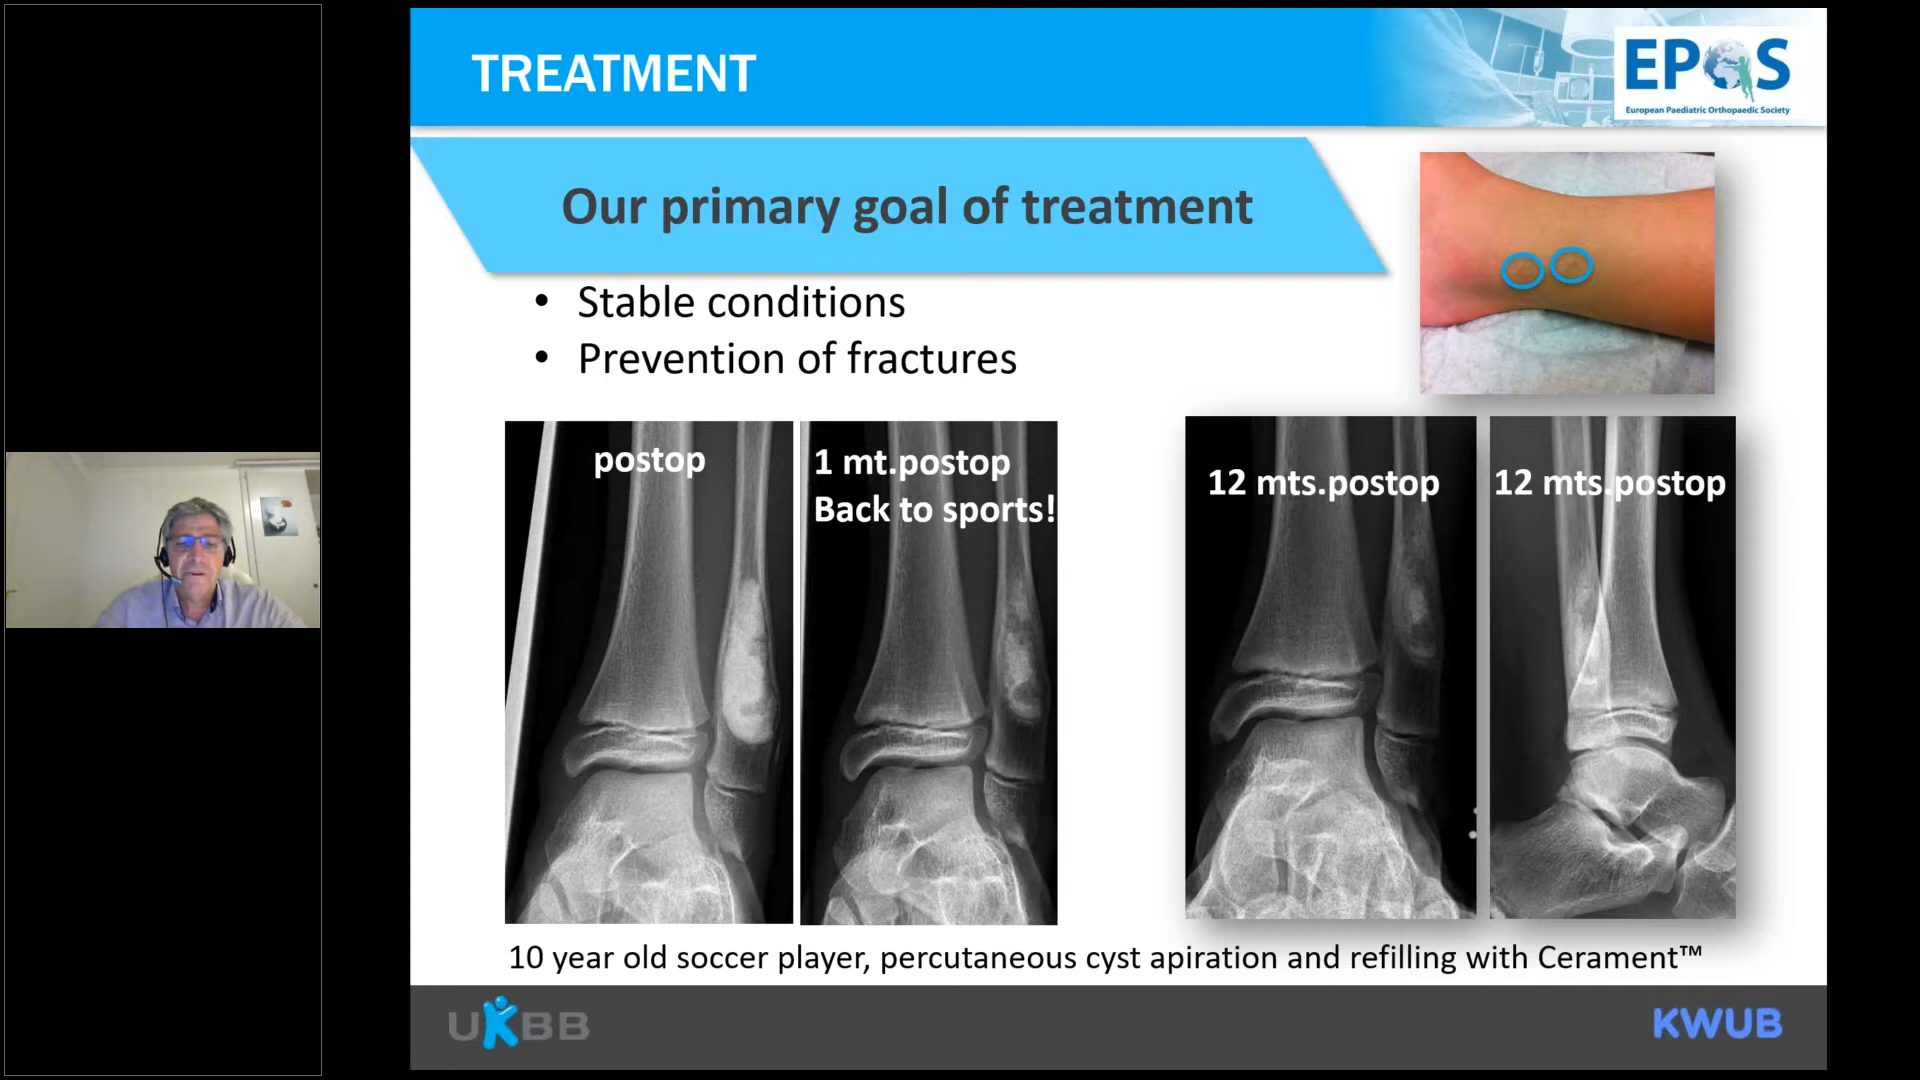 TREATMENT
EPOS
European Paediatric Orthopaedic Society
Our primary goal of treatment
• Stable conditions
• Prevention of fractures
postop
1 mt.postop
Back to sports!
12 mts.postop
12 mts.postop
10 year old soccer player, percutaneous cyst apiration and refilling with Cerament™
UKBB
KWUB